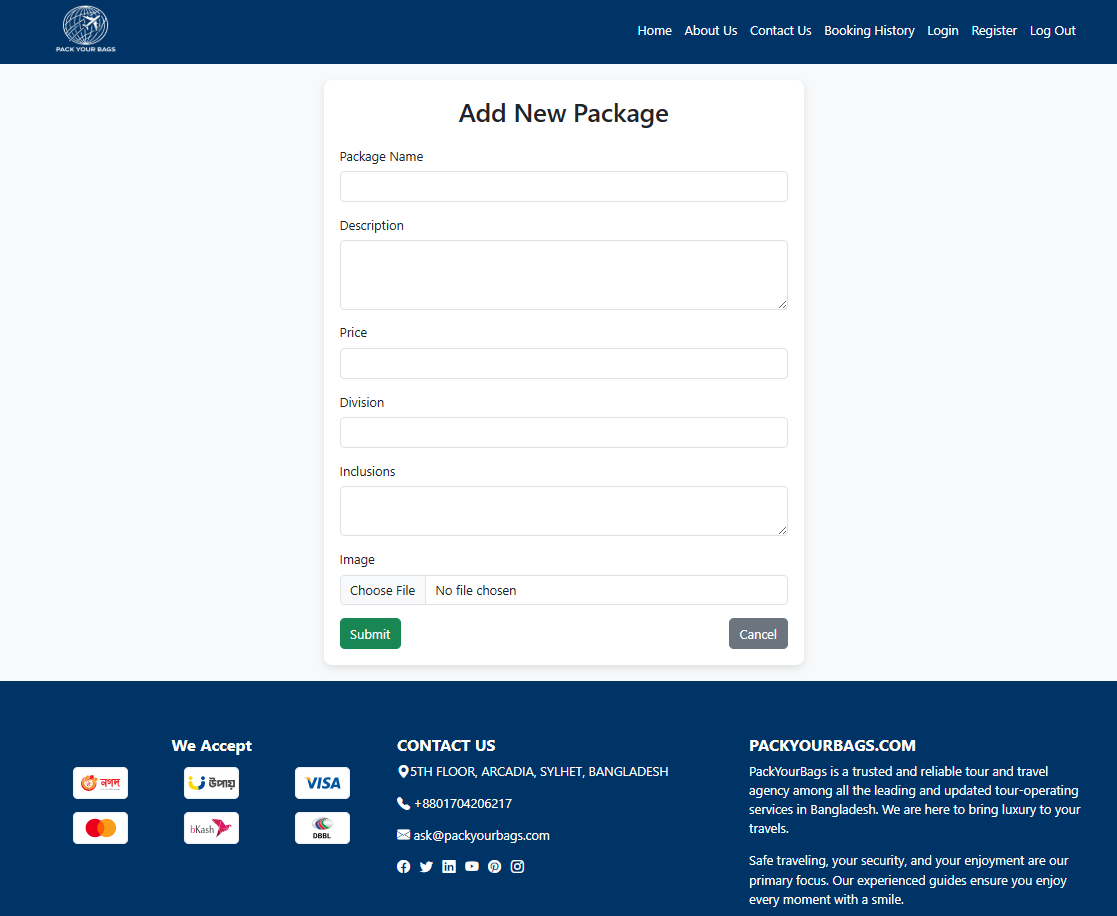 PACK YOUR BAGS
Home About Us Contact Us Booking History Login Register Log Out
Add New Package
Package Name
Description
Price
Division
Inclusions
Image
Choose File No file chosen
Submit Cancel
We Accept
নগদ উপায় VISA
bKash DBBL
CONTACT US
5TH FLOOR, ARCADIA, SYLHET, BANGLADESH
+8801704206217
ask@packyourbags.com
PACKYOURBAGS.COM
PackYourBags is a trusted and reliable tour and travel
agency among all the leading and updated tour-operating
services in Bangladesh. We are here to bring luxury to your
travels.
Safe traveling, your security, and your enjoyment are our
primary focus. Our experienced guides ensure you enjoy
every moment with a smile.